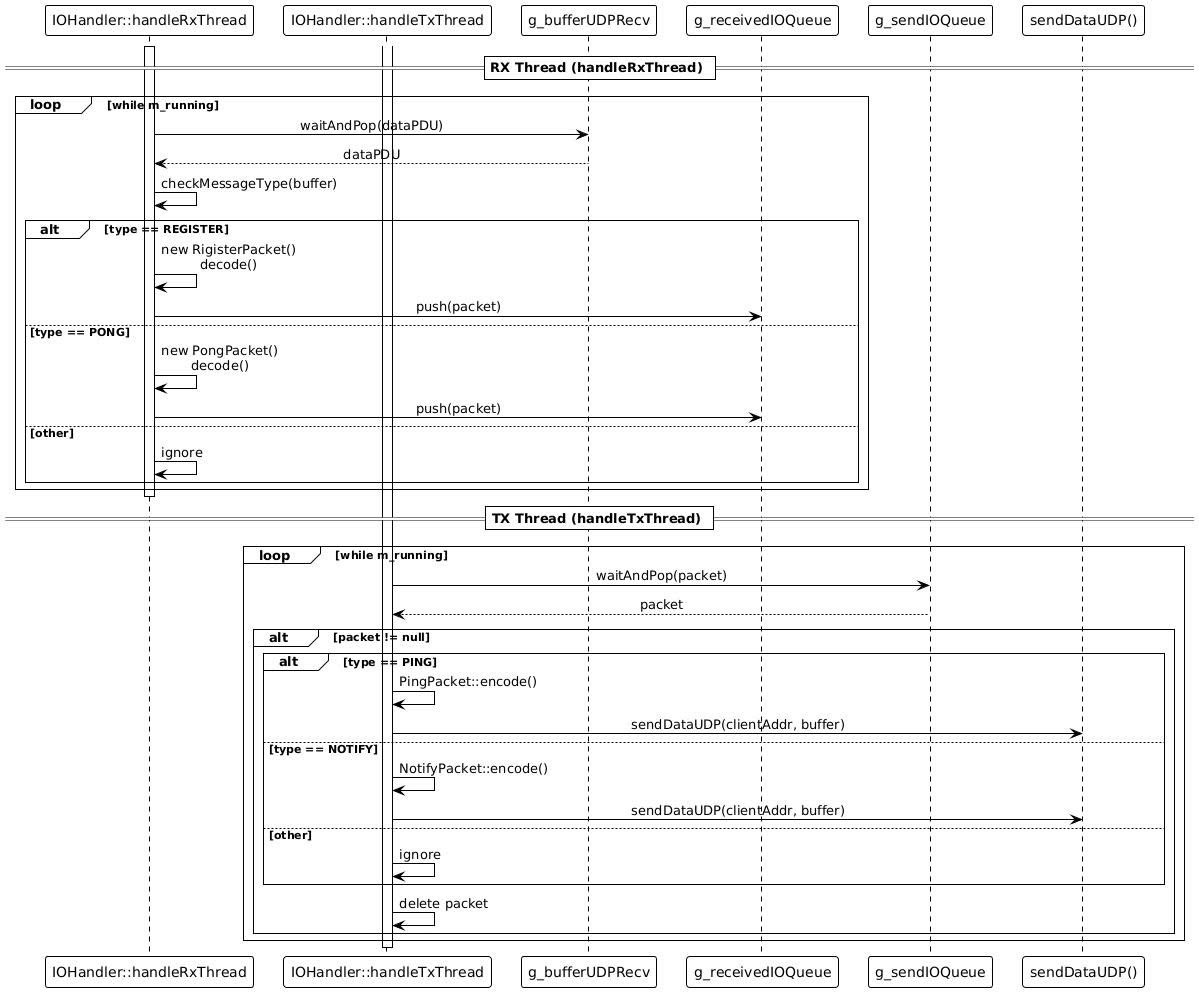 IOHandler::handleRxThread
IOHandler::handleTxThread
g_bufferUDPRecv
g_receivedIOQueue
g_sendIOQueue
sendDataUDP()
RX Thread (handleRxThread)
loop
[while m_running]
waitAndPop(dataPDU)
dataPDU
checkMessageType(buffer)
alt
[type == REGISTER]
new RigisterPacket()
decode()
push(packet)
[type == PONG]
new PongPacket()
decode()
push(packet)
[other]
ignore
TX Thread (handleTxThread)
loop
[while m_running]
waitAndPop(packet)
packet
alt
[packet != null]
alt
[type == PING]
PingPacket::encode()
sendDataUDP(clientAddr, buffer)
[type == NOTIFY]
NotifyPacket::encode()
sendDataUDP(clientAddr, buffer)
[other]
ignore
delete packet
IOHandler::handleRxThread
IOHandler::handleTxThread
g_bufferUDPRecv
g_receivedIOQueue
g_sendIOQueue
sendDataUDP()